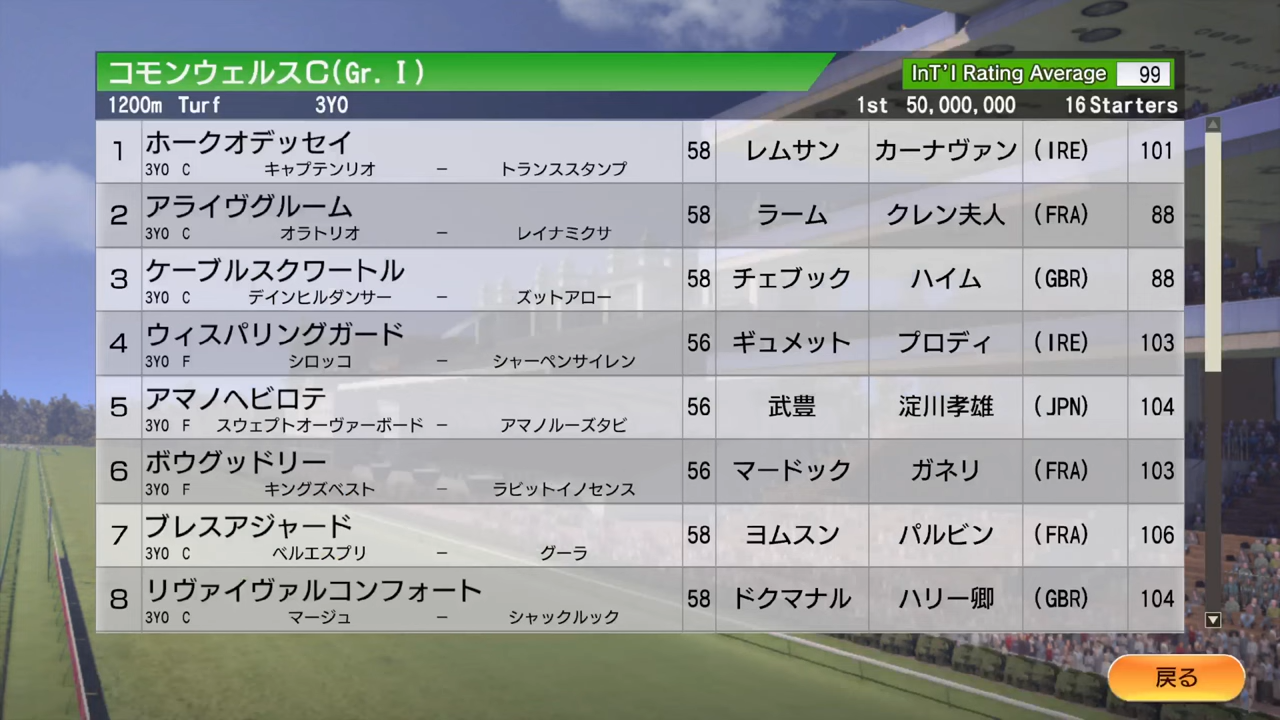 コモンウェルスC(Gr.Ⅰ)
InT'l Rating Average 99
1200m Turf 3YO 1st 50,000,000 16Starters
1 ホークオデッセイ 58 レムサン カーナヴァン (IRE) 101
3YO C キャプテンリオ － トランススタンプ
2 アライヴグルーム 58 ラーム クレン夫人 (FRA) 88
3YO C オラトリオ － レイナミクサ
3 ケーブルスクワートル 58 チェブック ハイム (GBR) 88
3YO C デインヒルダンサー － ズットアロー
4 ウィスパリングガード 56 ギュメット プロディ (IRE) 103
3YO F シロッコ － シャーペンサイレン
5 アマノヘビロテ 56 武豊 淀川孝雄 (JPN) 104
3YO F スウェプトオーヴァーボード － アマノルーズタビ
6 ボウグッドリー 56 マードック ガネリ (FRA) 103
3YO F キングズベスト － ラビットイノセンス
7 ブレスアジャード 58 ヨムスン パルビン (FRA) 106
3YO C ベルエスプリ － グーラ
8 リヴァイヴァルコンフォート 58 ドクマナル ハリー卿 (GBR) 104
3YO C マージュ － シャックルック
戻る